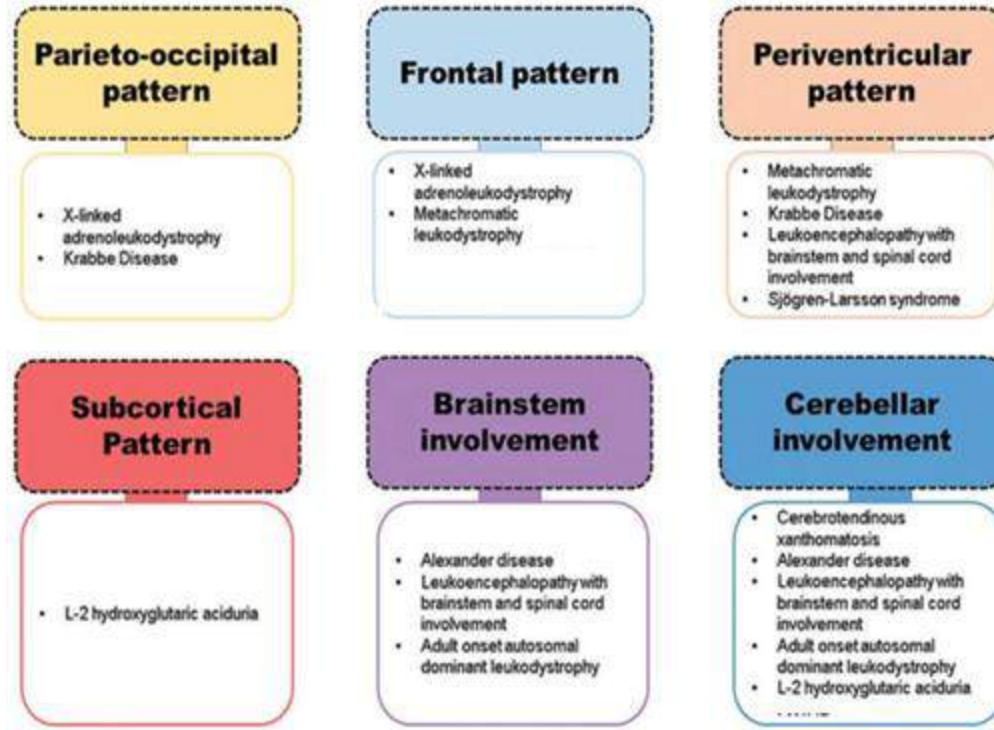 Parieto-occipital
pattern
• X-linked
adrenoleukodystrophy
• Krabbe Disease
Frontal pattern
• X-linked
adrenoleukodystrophy
• Metachromatic
leukodystrophy
Periventricular
pattern
• Metachromatic
leukodystrophy
• Krabbe Disease
• Leukoencephalopathy with
brainstem and spinal cord
involvement
• Sjögren-Larsson syndrome
Subcortical
Pattern
• L-2 hydroxyglutaric aciduria
Brainstem
involvement
• Alexander disease
• Leukoencephalopathy with
brainstem and spinal cord
involvement
• Adult onset autosomal
dominant leukodystrophy
Cerebellar
involvement
• Cerebrotendinous
xanthomatosis
• Alexander disease
• Leukoencephalopathy with
brainstem and spinal cord
involvement
• Adult onset autosomal
dominant leukodystrophy
• L-2 hydroxyglutaric aciduria